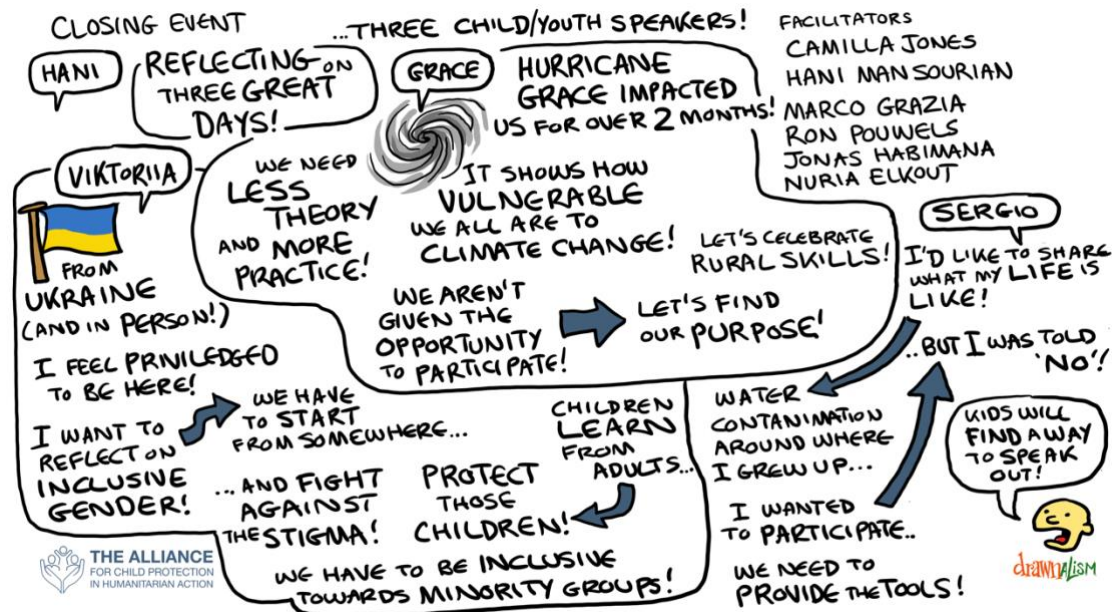 CLOSING EVENT
...THREE CHILD/YOUTH SPEAKERS!
HANI
REFLECTING ON
THREE GREAT
DAYS!
GRACE
HURRICANE
GRACE IMPACTED
US FOR OVER 2 MONTHS!
WE NEED
LESS
THEORY
AND MORE
PRACTICE!
IT SHOWS HOW
VULNERABLE
WE ALL ARE TO
CLIMATE CHANGE!
LET'S CELEBRATE
RURAL SKILLS!
WE AREN'T
GIVEN THE
OPPORTUNITY
TO PARTICIPATE!
LET'S FIND
OUR PURPOSE!
FACILITATORS
CAMILLA JONES
HANI MANSOURIAN
MARCO GRAZIA
RON POUWELS
JONAS HABIMANA
NURIA ELKOUT
VIKTORIIA
FROM
UKRAINE
(AND IN PERSON!)
I FEEL PRNILEDGED
TO BE HERE!
I WANT TO
REFLECT ON
INCLUSIVE
GENDER!
WE HAVE
TO START
FROM SOMEWHERE...
...AND FIGHT
AGAINST
THE STIGMA!
CHILDREN
LEARN
FROM
ADULTS...
PROTECT
THOSE
CHILDREN!
WE HAVE TO BE INCLUSIVE
TOWARDS MINORITY GROUPS!
SERGIO
I'D LIKE TO SHARE
WHAT MY LIFE IS
LIKE!
WATER
CONTANIMATION
AROUND WHERE
I GREW UP...
I WANTED
TO PARTICIPATE..
..BUT I WAS TOLD
'NO'!
WE NEED TO
PROVIDE THE TOOLS!
KIDS WILL
FIND A WAY
TO SPEAK
OUT!
THE ALLIANCE
FOR CHILD PROTECTION
IN HUMANITARIAN ACTION
drawnalism